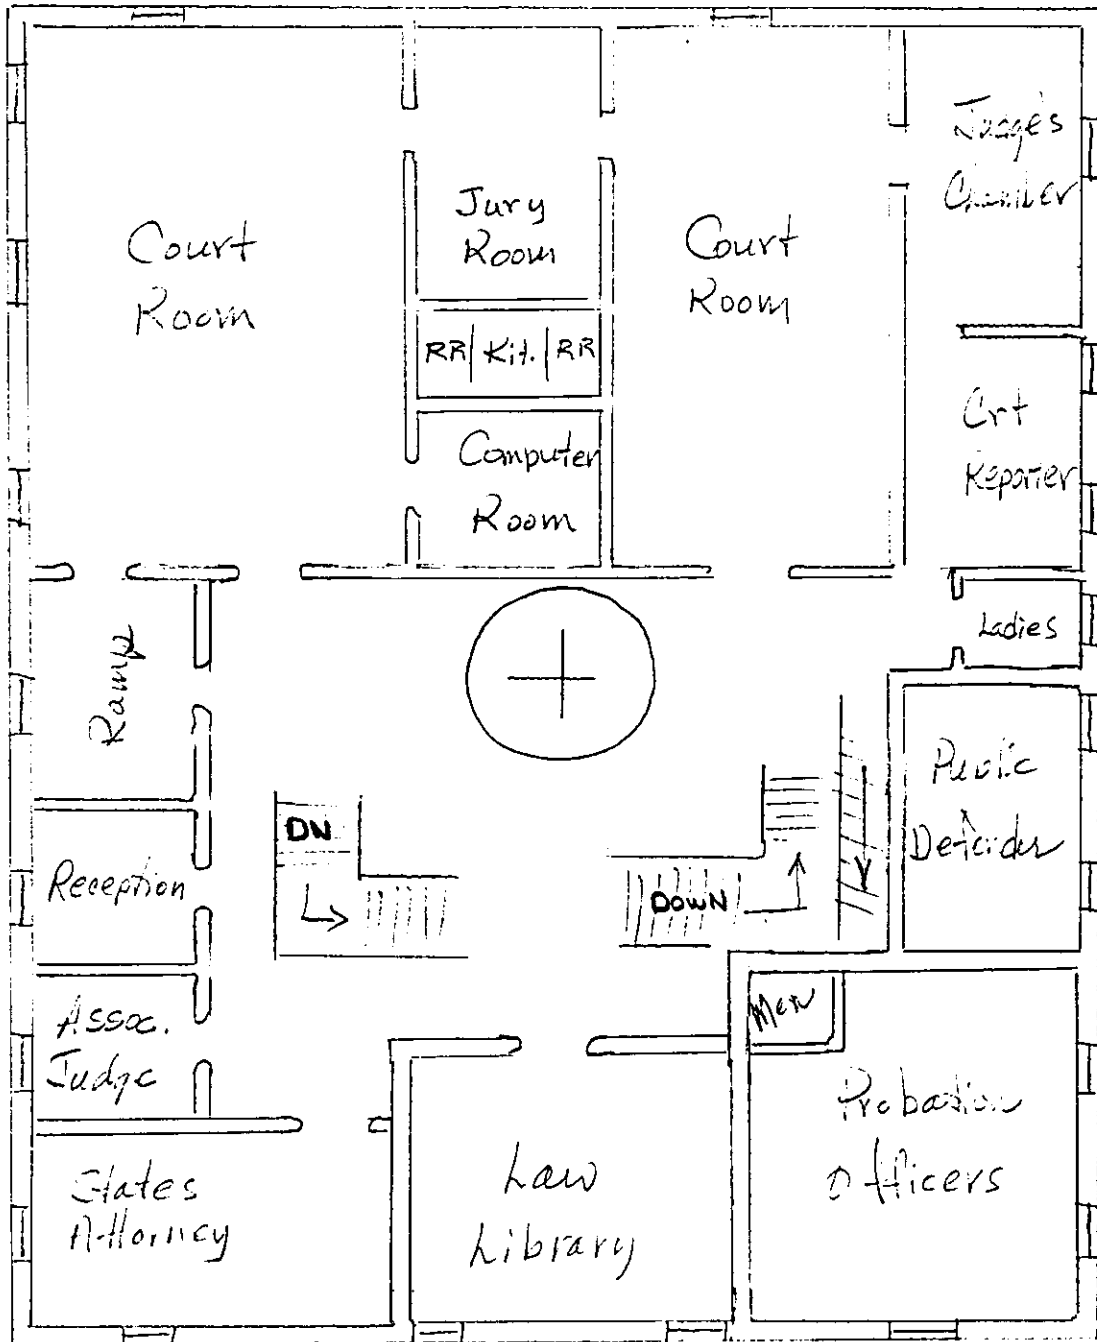 Court
Room
Jury
Room
Court
Room
Judge's
Chamber
RR Kit. RR
Computer
Room
Crt
Reporter
Ramp
Ladies
Public
Defender
DN
DOWN
Reception
Assoc.
Judge
Men
Probation
Officers
States
Attorney
Law
Library